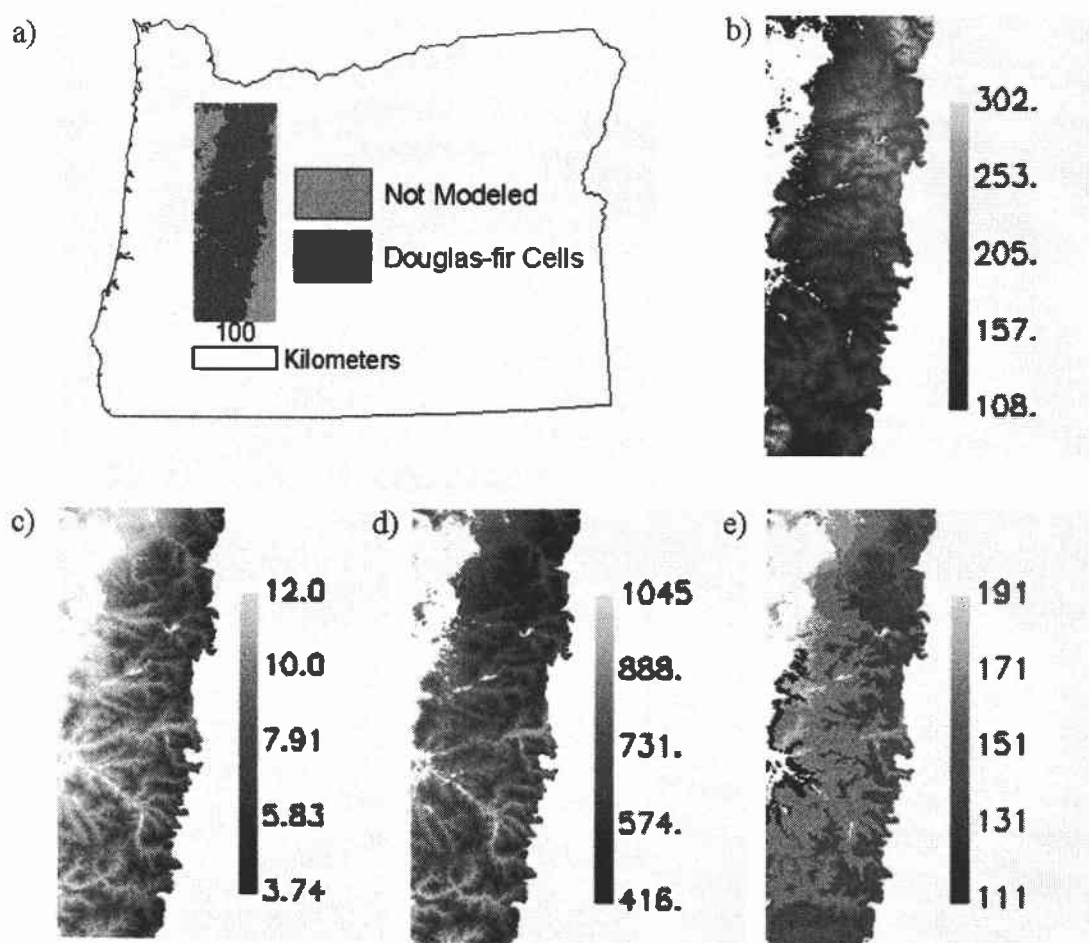 a)
Not Modeled
Douglas-fir Cells
100
Kilometers
b)
302.
253.
205.
157.
108.
c)
12.0
10.0
7.91
5.83
3.74
d)
1045
888.
731.
574.
416.
e)
191
171
151
131
111